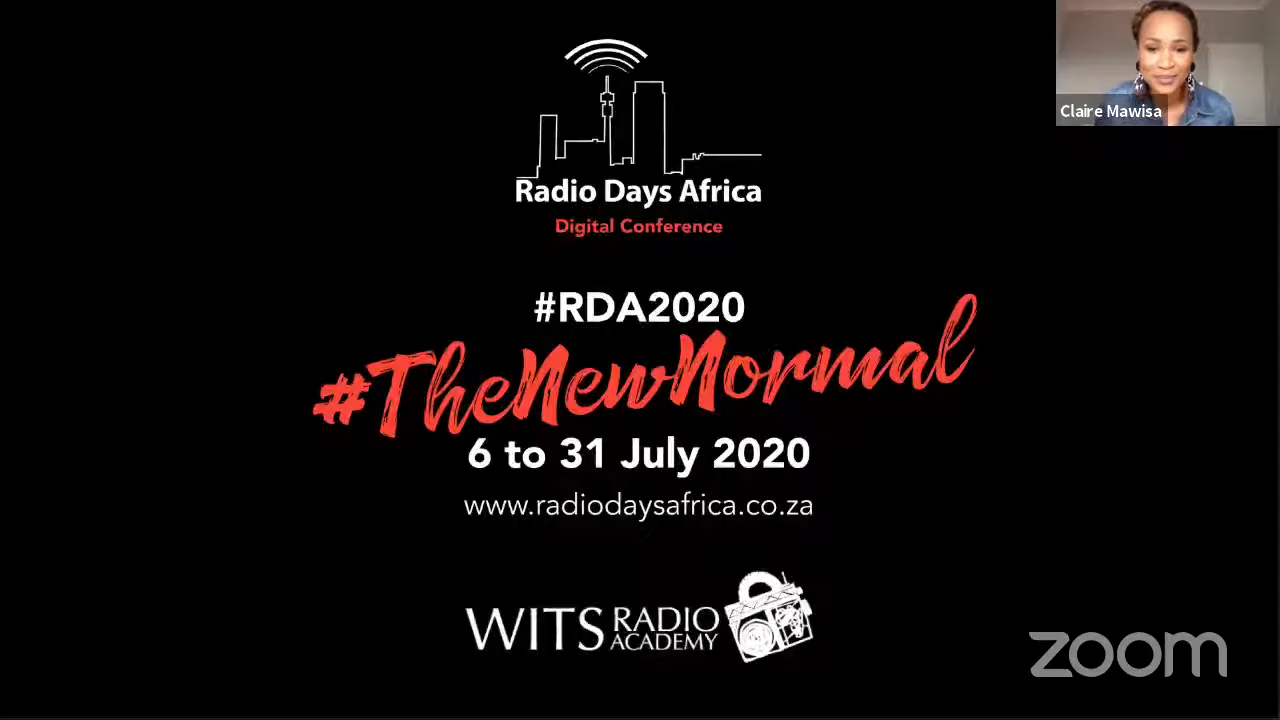 Claire Mawisa
Radio Days Africa
Digital Conference
#RDA2020
#TheNewNormal
6 to 31 July 2020
www.radiodaysafrica.co.za
WITS RADIO
ACADEMY
zoom